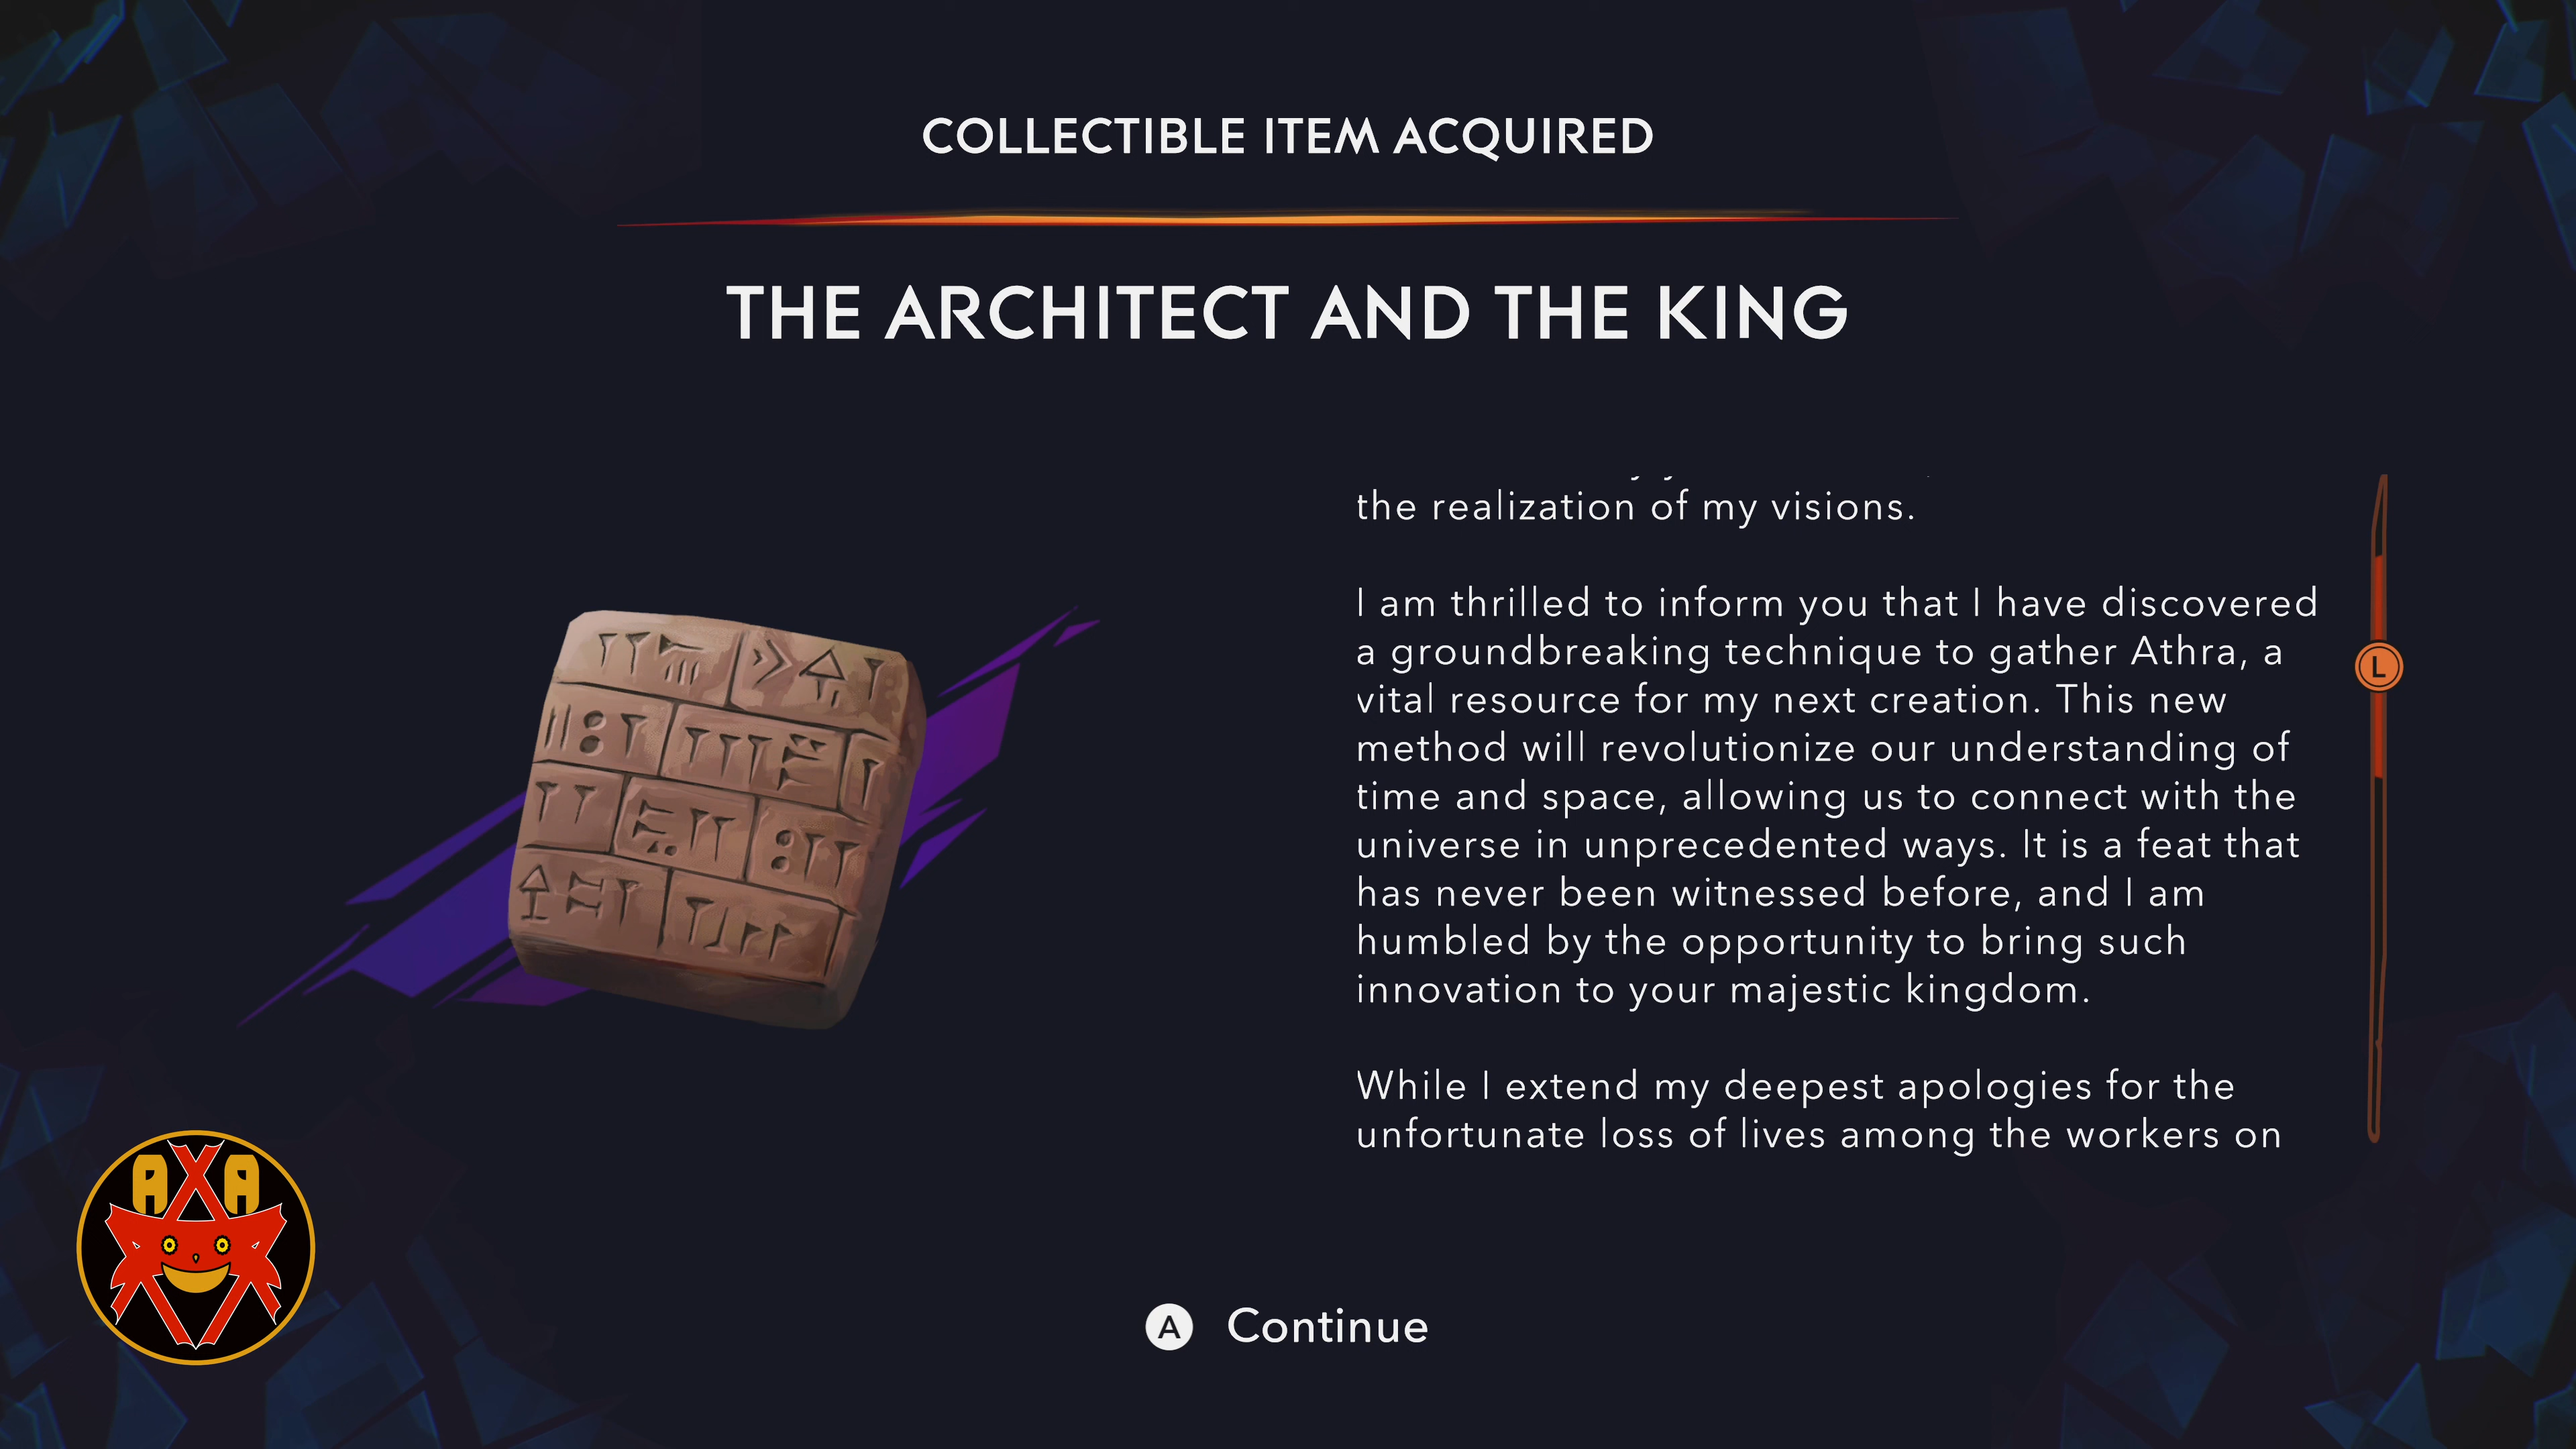 COLLECTIBLE ITEM ACQUIRED
THE ARCHITECT AND THE KING
the realization of my visions.
I am thrilled to inform you that I have discovered
a groundbreaking technique to gather Athra, a
vital resource for my next creation. This new
method will revolutionize our understanding of
time and space, allowing us to connect with the
universe in unprecedented ways. It is a feat that
has never been witnessed before, and I am
humbled by the opportunity to bring such
innovation to your majestic kingdom.
While I extend my deepest apologies for the
unfortunate loss of lives among the workers on
L
AXA
A Continue